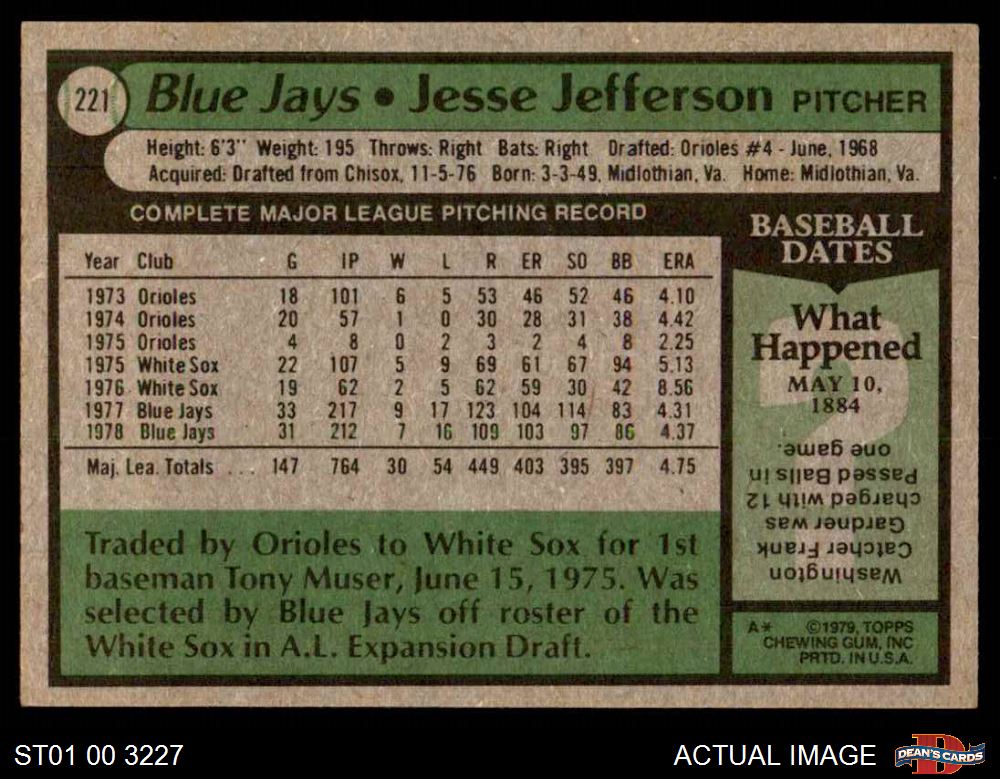 221 Blue Jays • Jesse Jefferson PITCHER
Height: 6'3" Weight: 195 Throws: Right Bats: Right Drafted: Orioles #4 - June, 1968
Acquired: Drafted from Chisox, 11-5-76 Born: 3-3-49, Midlothian, Va. Home: Midlothian, Va.
COMPLETE MAJOR LEAGUE PITCHING RECORD
Year Club G IP W L R ER SO BB ERA
1973 Orioles 18 101 6 5 53 46 52 46 4.10
1974 Orioles 20 57 1 0 30 28 31 38 4.42
1975 Orioles 4 8 0 2 3 2 4 8 2.25
1975 White Sox 22 107 5 9 69 61 67 94 5.13
1976 White Sox 19 62 2 5 62 59 30 42 8.56
1977 Blue Jays 33 217 9 17 123 104 114 83 4.31
1978 Blue Jays 31 212 7 16 109 103 97 86 4.37
Maj. Lea. Totals ... 147 764 30 54 449 403 395 397 4.75
Traded by Orioles to White Sox for 1st
baseman Tony Muser, June 15, 1975. Was
selected by Blue Jays off roster of the
White Sox in A.L. Expansion Draft.
BASEBALL
DATES
What
Happened
MAY 10,
1884
Washington
Catcher Frank
Gardner was
charged with 12
Passed Balls in
one game.
A* ©1979, TOPPS
CHEWING GUM, INC
PRTD. IN U.S.A.
ST01 00 3227
ACTUAL IMAGE
D
DEAN'S CARDS